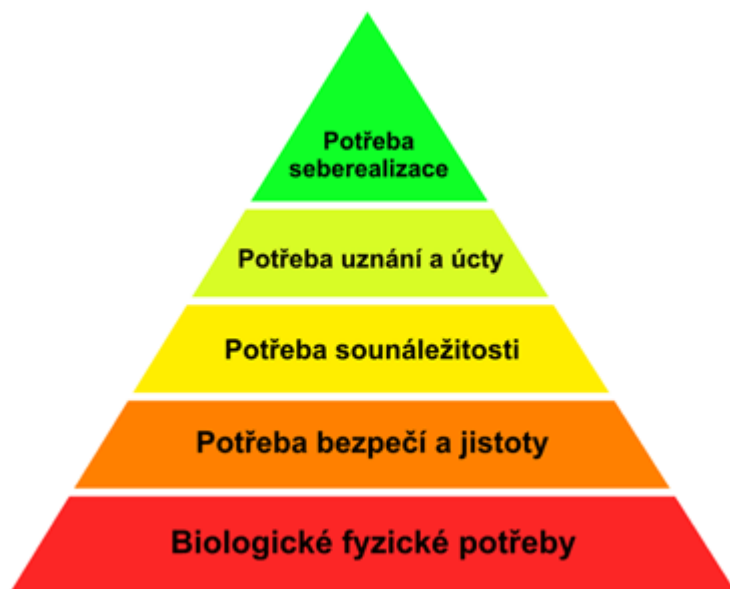 Potřeba
seberealizace
Potřeba uznání a úcty
Potřeba sounáležitosti
Potřeba bezpečí a jistoty
Biologické fyzické potřeby